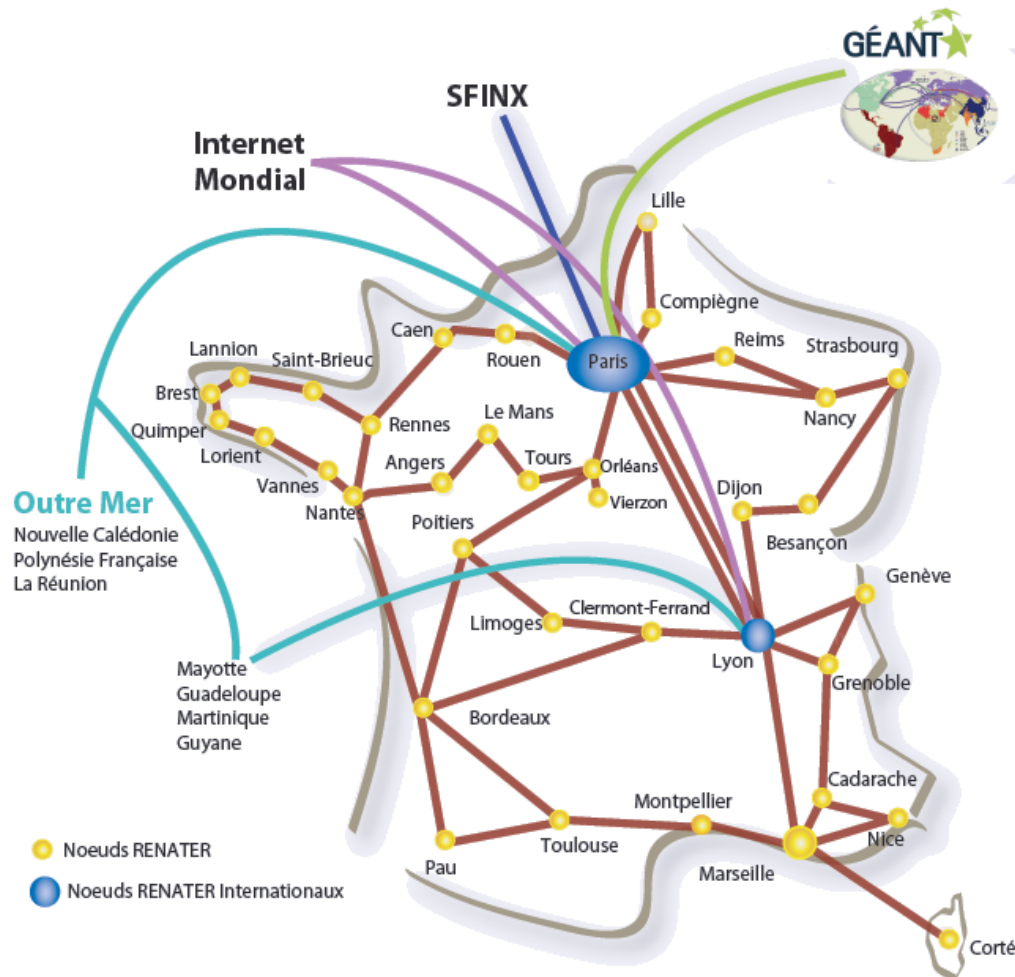 GÉANT
SFINX
Internet
Mondial
Lille
Compiègne
Caen
Rouen
Paris
Reims
Strasbourg
Lannion
Saint-Brieuc
Brest
Nancy
Quimper
Rennes
Le Mans
Lorient
Angers
Tours
Orléans
Vannes
Vierzon
Dijon
Nantes
Poitiers
Besançon
Outre Mer
Nouvelle Calédonie
Polynésie Française
La Réunion
Genève
Clermont-Ferrand
Limoges
Lyon
Mayotte
Guadeloupe
Martinique
Guyane
Grenoble
Bordeaux
Cadarache
Montpellier
Nice
Toulouse
Noeuds RENATER
Pau
Marseille
Noeuds RENATER Internationaux
Corté